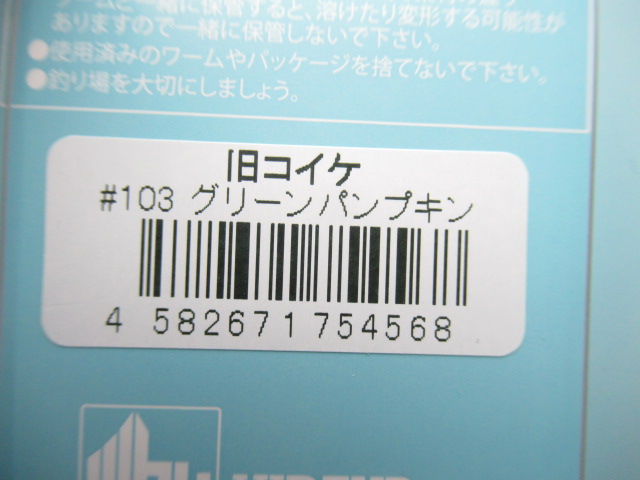 ームと一緒に保管すると、溶けたり変形する可能性が
ありますので一緒に保管しないで下さい。
●使用済みのワームやパッケージを捨てないで下さい。
●釣り場を大切にしましょう。
旧コイケ
#103 グリーンパンプキン
4 582671 754568